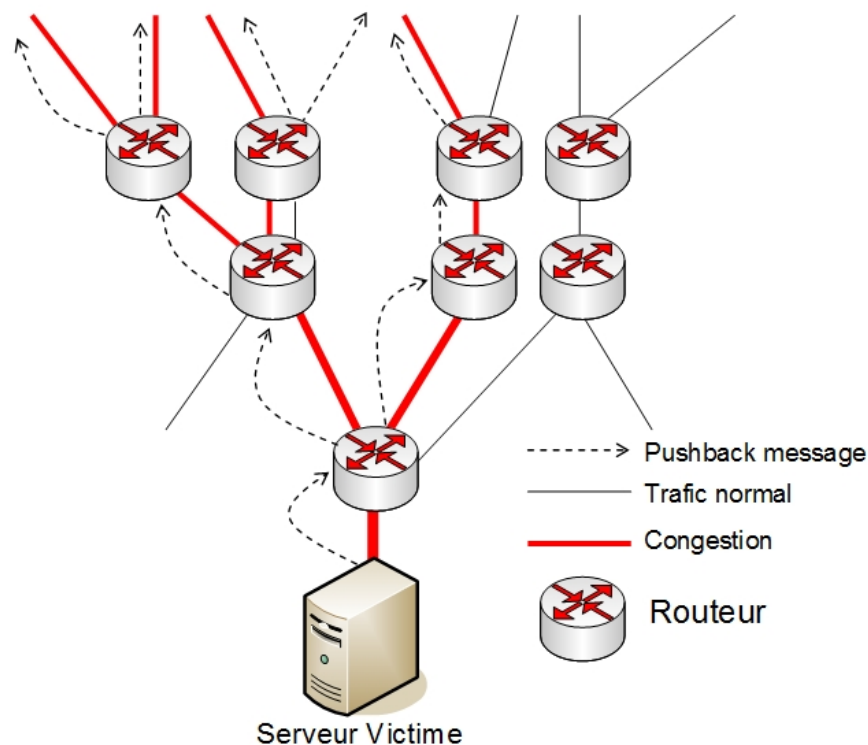 Pushback message
Trafic normal
Congestion
Routeur
Serveur Victime